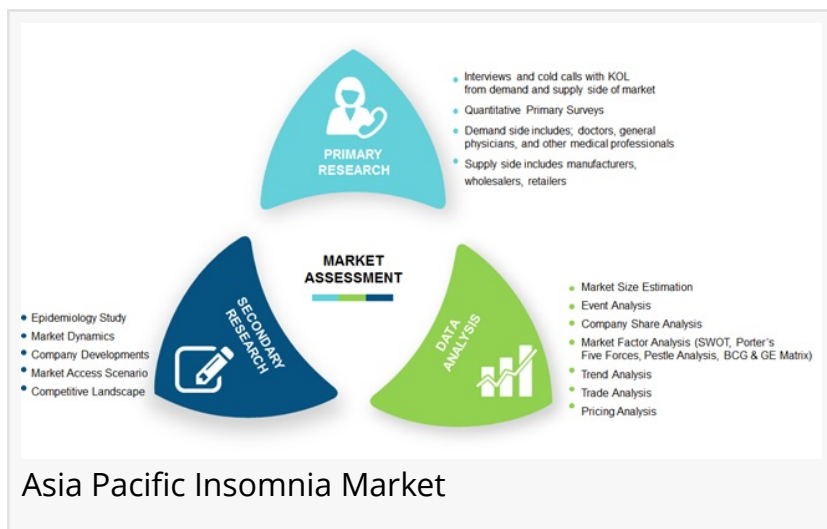 Interviews and cold calls with KOL
from demand and supply side of market
Quantitative Primary Surveys
Demand side includes; doctors, general
physicians, and other medical professionals
Supply side includes manufacturers,
wholesalers, retailers
PRIMARY
RESEARCH
MARKET
ASSESSMENT
SECONDARY
RESEARCH
Epidemiology Study
Market Dynamics
Company Developments
Market Access Scenario
Competitive Landscape
DATA
ANALYSIS
Market Size Estimation
Event Analysis
Company Share Analysis
Market Factor Analysis (SWOT, Porter's
Five Forces, Pestle Analysis, BCG & GE Matrix)
Trend Analysis
Trade Analysis
Pricing Analysis
Asia Pacific Insomnia Market